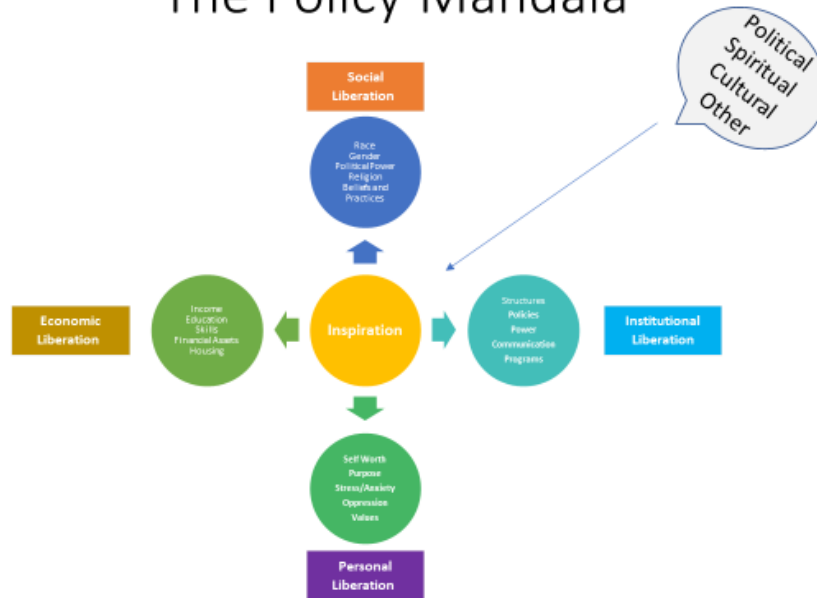 The Policy Mandala
Political
Spiritual
Cultural
Other
Social
Liberation
Race
Gender
Political Power
Religion
Beliefs and
Practices
Economic
Liberation
Income
Education
Skills
Financial Assets
Housing
Inspiration
Structures
Policies
Power
Communication
Programs
Institutional
Liberation
Self Worth
Purpose
Stress/Anxiety
Oppression
Values
Personal
Liberation